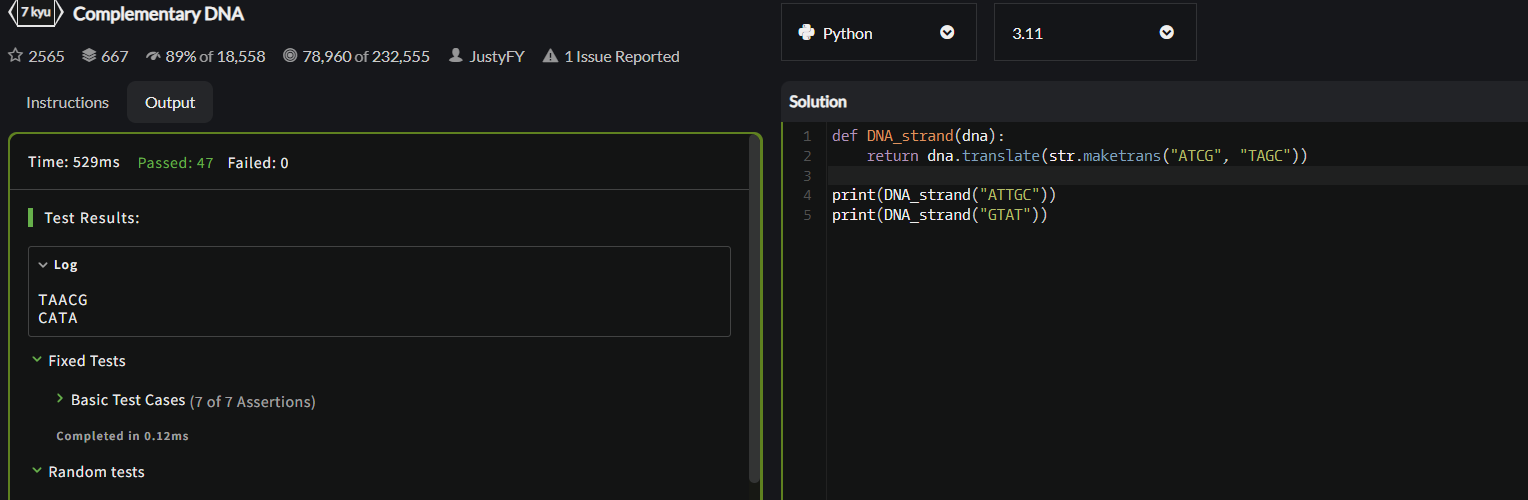 7 kyu Complementary DNA
2565 667 89% of 18,558 78,960 of 232,555 JustyFY 1 Issue Reported
Instructions Output
Time: 529ms Passed: 47 Failed: 0
Test Results:
Log
TAACG
CATA
Fixed Tests
Basic Test Cases (7 of 7 Assertions)
Completed in 0.12ms
Random tests
Python 3.11
Solution
1 def DNA_strand(dna):
2     return dna.translate(str.maketrans("ATCG", "TAGC"))
3
4 print(DNA_strand("ATTGC"))
5 print(DNA_strand("GTAT"))